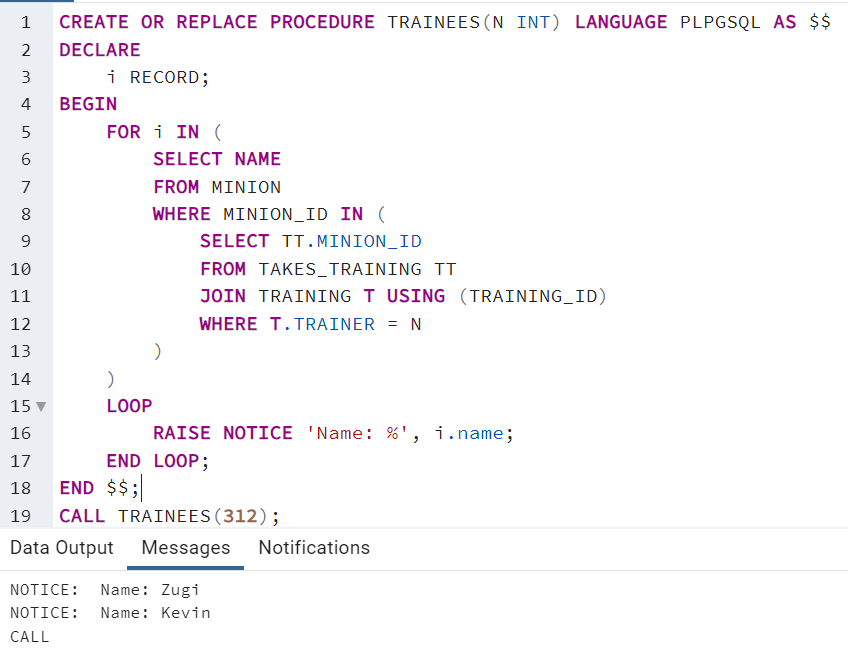 1 CREATE OR REPLACE PROCEDURE TRAINEES(N INT) LANGUAGE PLPGSQL AS $$
2 DECLARE
3     i RECORD;
4 BEGIN
5     FOR i IN (
6         SELECT NAME
7         FROM MINION
8         WHERE MINION_ID IN (
9             SELECT TT.MINION_ID
10             FROM TAKES_TRAINING TT
11             JOIN TRAINING T USING (TRAINING_ID)
12             WHERE T.TRAINER = N
13         )
14     )
15     LOOP
16         RAISE NOTICE 'Name: %', i.name;
17     END LOOP;
18 END $$;
19 CALL TRAINEES(312);
Data Output Messages Notifications
NOTICE:  Name: Zugi
NOTICE:  Name: Kevin
CALL